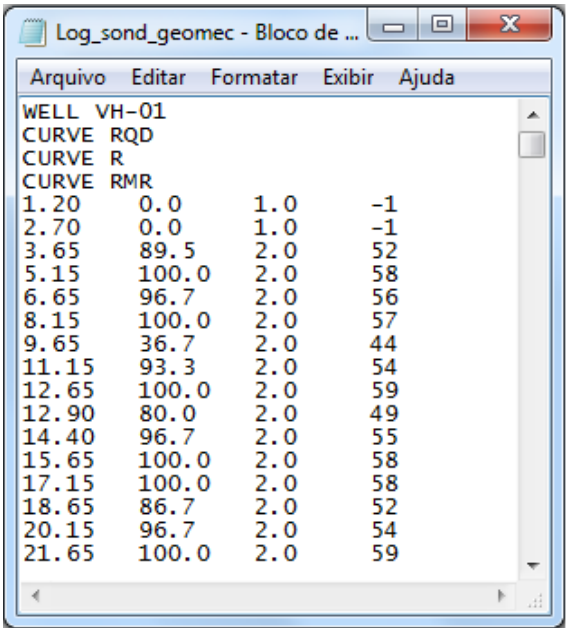 Log_sond_geomec - Bloco de ...
Arquivo Editar Formatar Exibir Ajuda
WELL VH-01
CURVE RQD
CURVE R
CURVE RMR
1.20 0.0 1.0 -1
2.70 0.0 1.0 -1
3.65 89.5 2.0 52
5.15 100.0 2.0 58
6.65 96.7 2.0 56
8.15 100.0 2.0 57
9.65 36.7 2.0 44
11.15 93.3 2.0 54
12.65 100.0 2.0 59
12.90 80.0 2.0 49
14.40 96.7 2.0 55
15.65 100.0 2.0 58
17.15 100.0 2.0 58
18.65 86.7 2.0 52
20.15 96.7 2.0 54
21.65 100.0 2.0 59